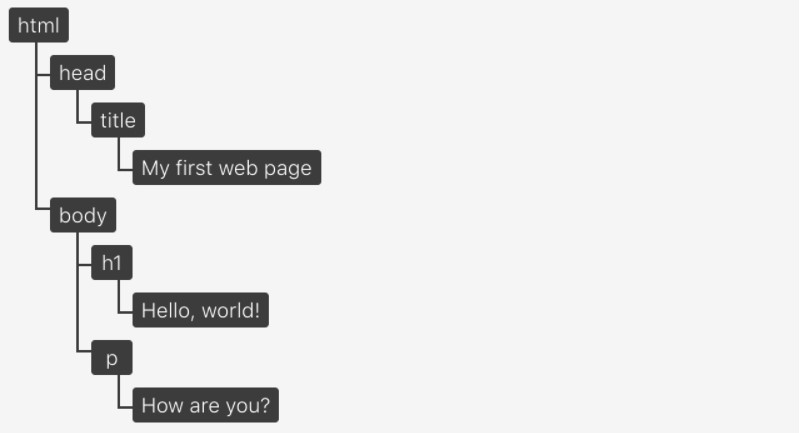 html
head
title
My first web page
body
h1
Hello, world!
p
How are you?